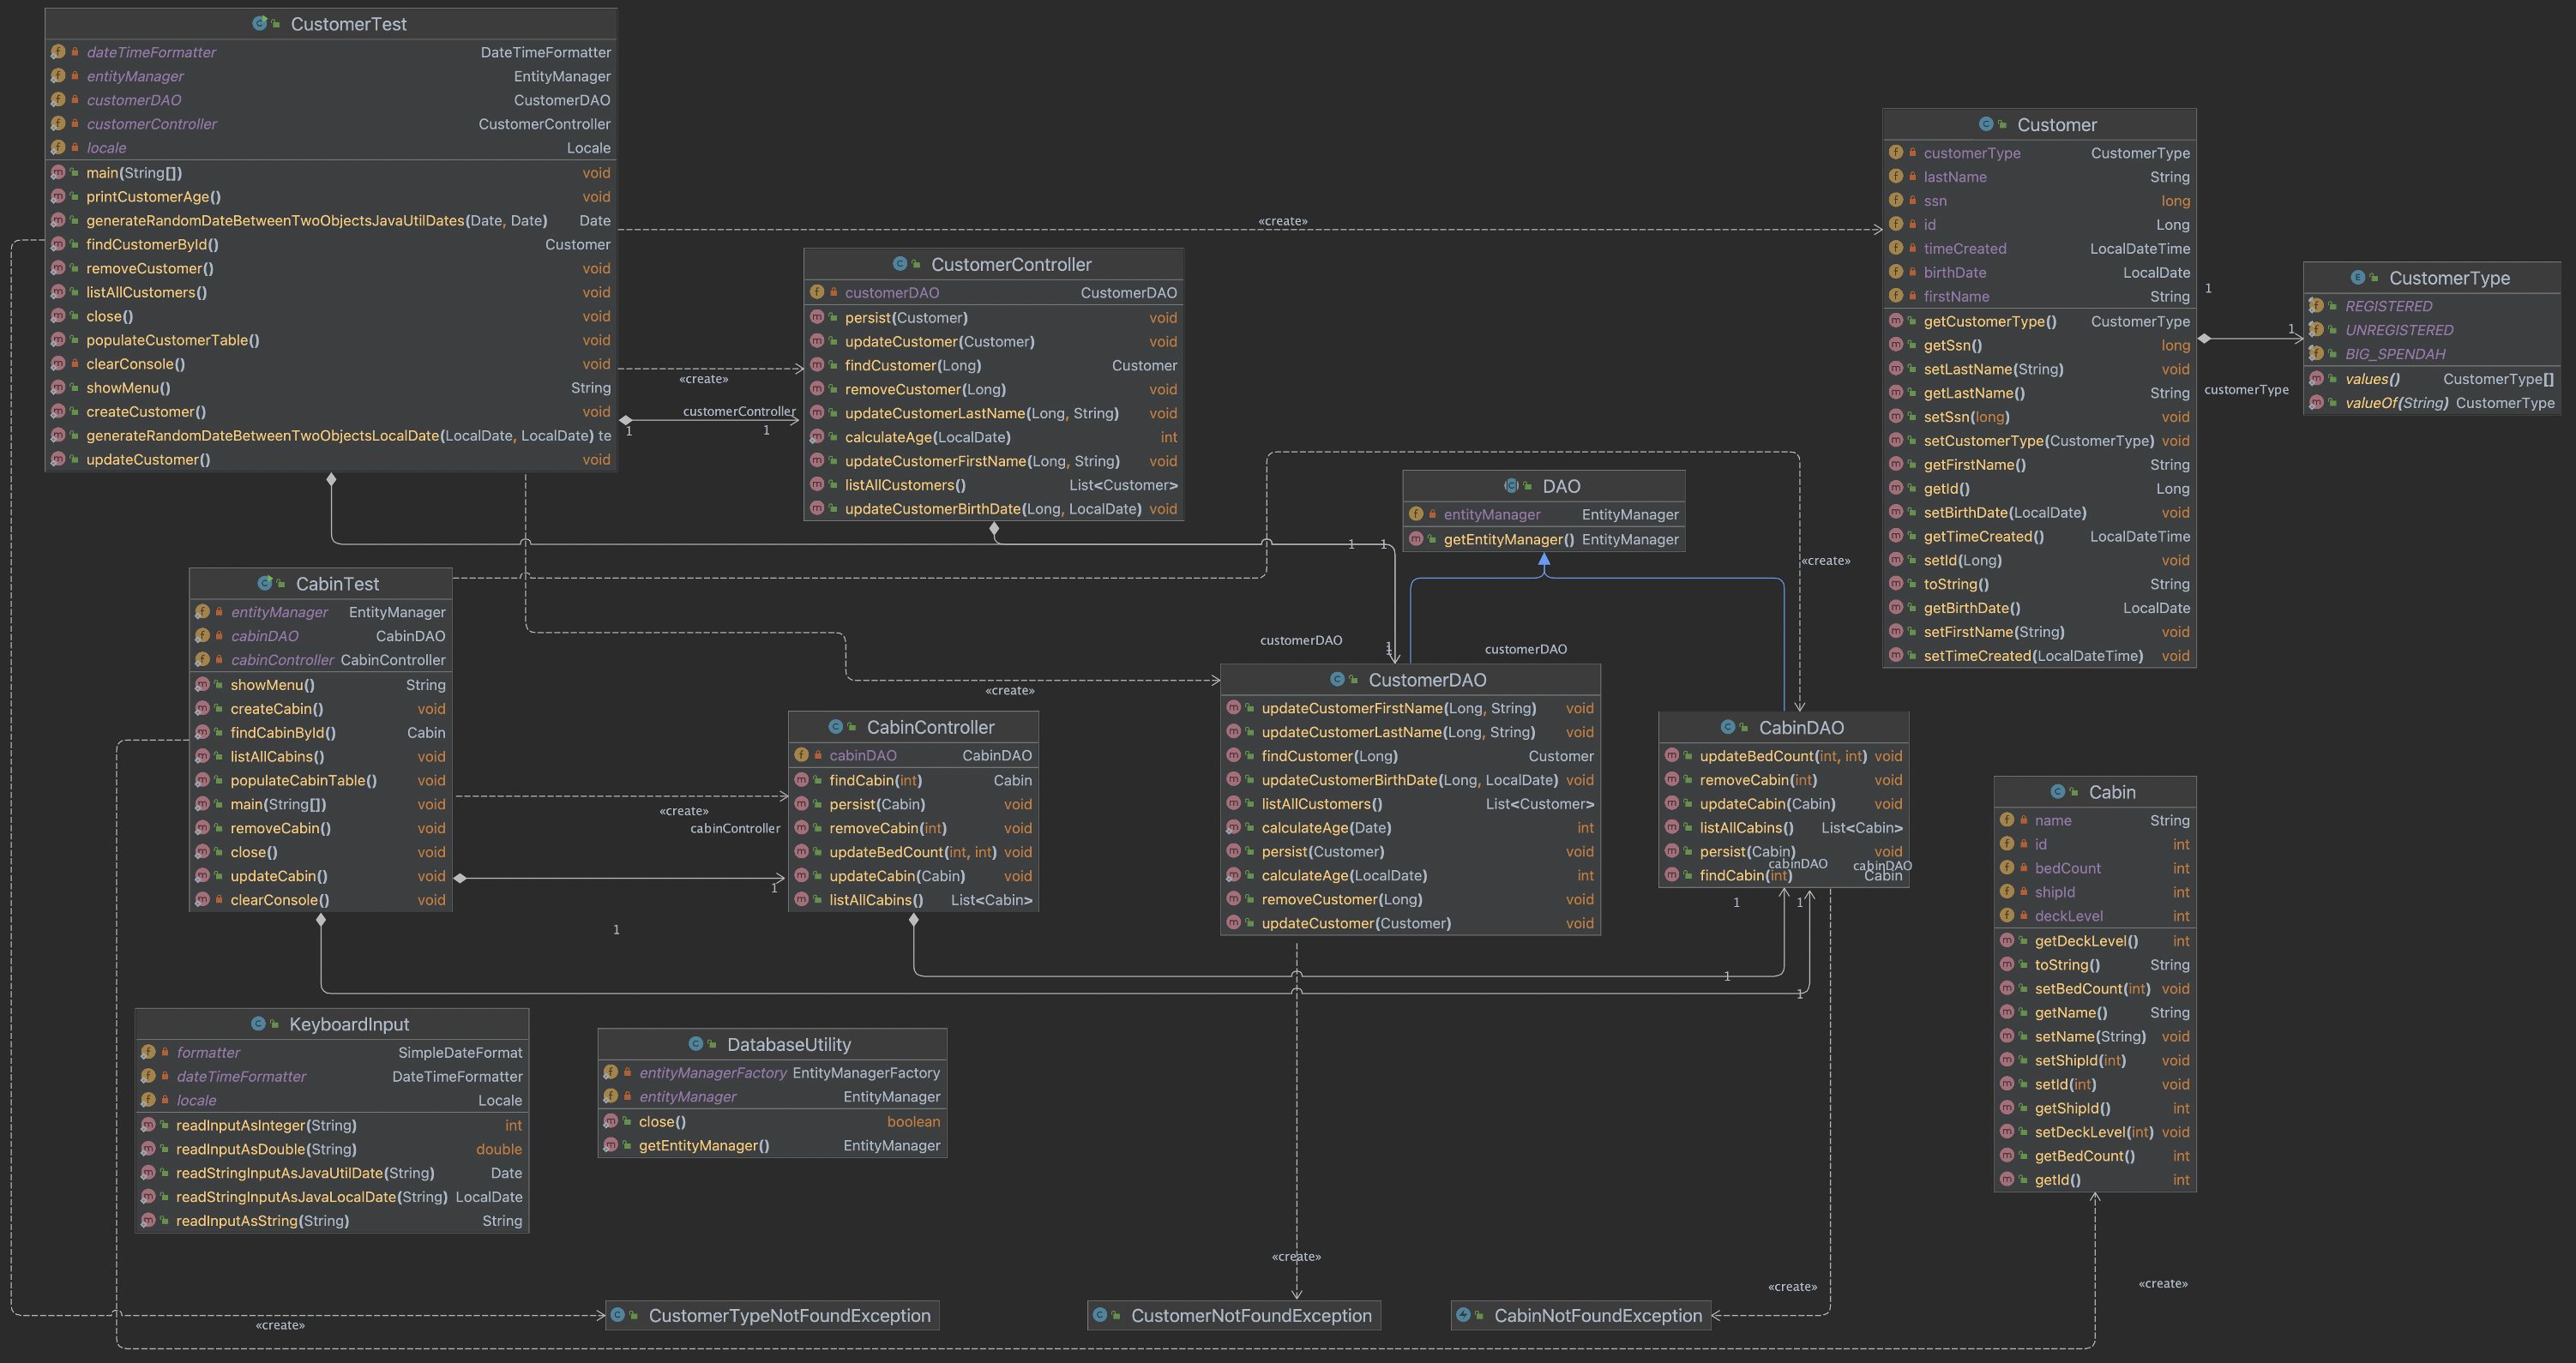 CustomerTest
dateTimeFormatter DateTimeFormatter
entityManager EntityManager
customerDAO CustomerDAO
customerController CustomerController
locale Locale
main(String[]) void
printCustomerAge() void
generateRandomDateBetweenTwoObjectsJavaUtilDates(Date, Date) Date
findCustomerById() Customer
removeCustomer() void
listAllCustomers() void
close() void
populateCustomerTable() void
clearConsole() void
showMenu() String
createCustomer() void
generateRandomDateBetweenTwoObjectsLocalDate(LocalDate, LocalDate) te
updateCustomer() void
«create»
«create»
customerController
1
1
CustomerController
customerDAO CustomerDAO
persist(Customer) void
updateCustomer(Customer) void
findCustomer(Long) Customer
removeCustomer(Long) void
updateCustomerLastName(Long, String) void
calculateAge(LocalDate) int
updateCustomerFirstName(Long, String) void
listAllCustomers() List<Customer>
updateCustomerBirthDate(Long, LocalDate) void
Customer
customerType CustomerType
lastName String
ssn long
id Long
timeCreated LocalDateTime
birthDate LocalDate
firstName String
getCustomerType() CustomerType
getSsn() long
setLastName(String) void
getLastName() String
setSsn(long) void
setCustomerType(CustomerType) void
getFirstName() String
getId() Long
setBirthDate(LocalDate) void
getTimeCreated() LocalDateTime
setId(Long) void
toString() String
getBirthDate() LocalDate
setFirstName(String) void
setTimeCreated(LocalDateTime) void
1
1
customerType
CustomerType
REGISTERED
UNREGISTERED
BIG_SPENDAH
values() CustomerType[]
valueOf(String) CustomerType
DAO
entityManager EntityManager
getEntityManager() EntityManager
1
1
«create»
CabinTest
entityManager EntityManager
cabinDAO CabinDAO
cabinController CabinController
showMenu() String
createCabin() void
findCabinById() Cabin
listAllCabins() void
populateCabinTable() void
main(String[]) void
removeCabin() void
close() void
updateCabin() void
clearConsole() void
«create»
cabinController
1
1
CabinController
cabinDAO CabinDAO
findCabin(int) Cabin
persist(Cabin) void
removeCabin(int) void
updateBedCount(int, int) void
updateCabin(Cabin) void
listAllCabins() List<Cabin>
customerDAO
1
1
customerDAO
«create»
CustomerDAO
updateCustomerFirstName(Long, String) void
updateCustomerLastName(Long, String) void
findCustomer(Long) Customer
updateCustomerBirthDate(Long, LocalDate) void
listAllCustomers() List<Customer>
calculateAge(Date) int
persist(Customer) void
calculateAge(LocalDate) int
removeCustomer(Long) void
updateCustomer(Customer) void
CabinDAO
updateBedCount(int, int) void
removeCabin(int) void
updateCabin(Cabin) void
listAllCabins() List<Cabin>
persist(Cabin) void
cabinDAO
cabinDAO
findCabin(int) Cabin
1
1
1
1
Cabin
name String
id int
bedCount int
shipId int
deckLevel int
getDeckLevel() int
toString() String
setBedCount(int) void
getName() String
setName(String) void
setShipId(int) void
setId(int) void
getShipId() int
setDeckLevel(int) void
getBedCount() int
getId() int
KeyboardInput
formatter SimpleDateFormat
dateTimeFormatter DateTimeFormatter
locale Locale
readInputAsInteger(String) int
readInputAsDouble(String) double
readStringInputAsJavaUtilDate(String) Date
readStringInputAsJavaLocalDate(String) LocalDate
readInputAsString(String) String
DatabaseUtility
entityManagerFactory EntityManagerFactory
entityManager EntityManager
close() boolean
getEntityManager() EntityManager
«create»
«create»
«create»
«create»
CustomerTypeNotFoundException
CustomerNotFoundException
CabinNotFoundException